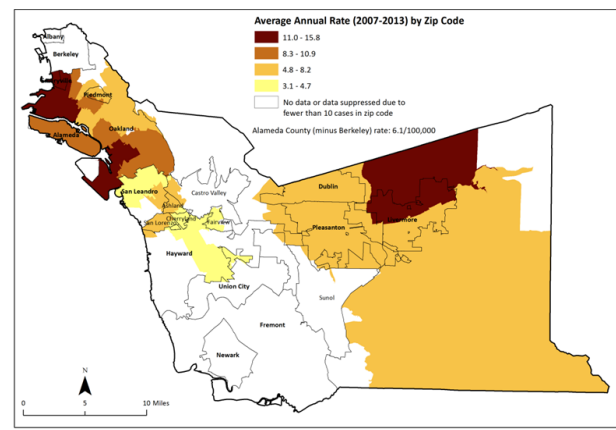 Average Annual Rate (2007-2013) by Zip Code
11.0 - 15.8
8.3 - 10.9
4.8 - 8.2
3.1 - 4.7
No data or data suppressed due to
fewer than 10 cases in zip code
Alameda County (minus Berkeley) rate: 6.1/100,000
Albany
Berkeley
Piedmont
Oakland
Alameda
San Leandro
Castro Valley
Dublin
Ashland
Cherryland
Fairview
San Lorenzo
Pleasanton
Hayward
Union City
Sunol
Fremont
Newark
N
0 5 10 Miles